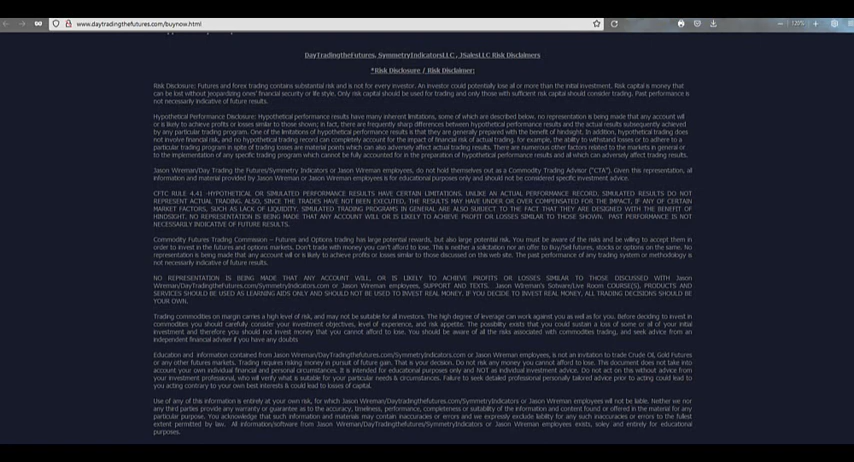 www.daytradingthefutures.com/buynow.html
120%
DayTradingtheFutures, SymmetryIndicatorsLLC, JSalesLLC Risk Disclaimers
*Risk Disclosure / Risk Disclaimer:
Risk Disclosure: Futures and forex trading contains substantial risk and is not for every investor. An investor could potentially lose all or more than the initial investment. Risk capital is money that
can be lost without jeopardizing ones' financial security or life style. Only risk capital should be used for trading and only those with sufficient risk capital should consider trading. Past performance is
not necessarily indicative of future results.
Hypothetical Performance Disclosure: Hypothetical performance results have many inherent limitations, some of which are described below. no representation is being made that any account will
or is likely to achieve profits or losses similar to those shown; in fact, there are frequently sharp differences between hypothetical performance results and the actual results subsequently achieved
by any particular trading program. One of the limitations of hypothetical performance results is that they are generally prepared with the benefit of hindsight. In addition, hypothetical trading does
not involve financial risk, and no hypothetical trading record can completely account for the impact of financial risk of actual trading. for example, the ability to withstand losses or to adhere to a
particular trading program in spite of trading losses are material points which can also adversely affect actual trading results. There are numerous other factors related to the markets in general or
to the implementation of any specific trading program which cannot be fully accounted for in the preparation of hypothetical performance results and all which can adversely affect trading results.
Jason Wireman/Day Trading the Futures/Symmetry Indicators or Jason Wireman employees, do not hold themselves out as a Commodity Trading Advisor ("CTA"). Given this representation, all
information and material provided by Jason Wireman or Jason Wireman employees is for educational purposes only and should not be considered specific investment advice.
CFTC RULE 4.41 -HYPOTHETICAL OR SIMULATED PERFORMANCE RESULTS HAVE CERTAIN LIMITATIONS. UNLIKE AN ACTUAL PERFORMANCE RECORD, SIMULATED RESULTS DO NOT
REPRESENT ACTUAL TRADING. ALSO, SINCE THE TRADES HAVE NOT BEEN EXECUTED, THE RESULTS MAY HAVE UNDER OR OVER COMPENSATED FOR THE IMPACT, IF ANY OF CERTAIN
MARKET FACTORS, SUCH AS LACK OF LIQUIDITY. SIMULATED TRADING PROGRAMS IN GENERAL ARE ALSO SUBJECT TO THE FACT THAT THEY ARE DESIGNED WITH THE BENEFIT OF
HINDSIGHT. NO REPRESENTATION IS BEING MADE THAT ANY ACCOUNT WILL OR IS LIKELY TO ACHIEVE PROFIT OR LOSSES SIMILAR TO THOSE SHOWN. PAST PERFORMANCE IS NOT
NECESSARILY INDICATIVE OF FUTURE RESULTS.
Commodity Futures Trading Commission – Futures and Options trading has large potential rewards, but also large potential risk. You must be aware of the risks and be willing to accept them in
order to invest in the futures and options markets. Don't trade with money you can't afford to lose. This is neither a solicitation nor an offer to Buy/Sell futures, stocks or options on the same. No
representation is being made that any account will or is likely to achieve profits or losses similar to those discussed on this web site. The past performance of any trading system or methodology is
not necessarily indicative of future results.
NO REPRESENTATION IS BEING MADE THAT ANY ACCOUNT WILL, OR IS LIKELY TO ACHIEVE PROFITS OR LOSSES SIMILAR TO THOSE DISCUSSED WITH Jason
Wireman/DayTradingthefutures.com/SymmetryIndicators.com or Jason Wireman employees, SUPPORT AND TEXTS. Jason Wireman's Sotware/Live Room COURSE(S), PRODUCTS AND
SERVICES SHOULD BE USED AS LEARNING AIDS ONLY AND SHOULD NOT BE USED TO INVEST REAL MONEY. IF YOU DECIDE TO INVEST REAL MONEY, ALL TRADING DECISIONS SHOULD BE
YOUR OWN.
Trading commodities on margin carries a high level of risk, and may not be suitable for all investors. The high degree of leverage can work against you as well as for you. Before deciding to invest in
commodities you should carefully consider your investment objectives, level of experience, and risk appetite. The possibility exists that you could sustain a loss of some or all of your initial
investment and therefore you should not invest money that you cannot afford to lose. You should be aware of all the risks associated with commodities trading, and seek advice from an
independent financial adviser if you have any doubts
Education and information contained from Jason Wireman/DayTradingthefutures.com/SymmetryIndicators.com or Jason Wireman employees, is not an invitation to trade Crude Oil, Gold Futures
or any other futures markets. Trading requires risking money in pursuit of future gain. That is your decision. Do not risk any money you cannot afford to lose. This document does not take into
account your own individual financial and personal circumstances. It is intended for educational purposes only and NOT as individual investment advice. Do not act on this without advice from
your investment professional, who will verify what is suitable for your particular needs & circumstances. Failure to seek detailed professional personally tailored advice prior to acting could lead to
you acting contrary to your own best interests & could lead to losses of capital.
Use of any of this information is entirely at your own risk, for which Jason Wireman/DayTradingthefutures.com/SymmetryIndicators or Jason Wireman employees will not be liable. Neither we nor
any third parties provide any warranty or guarantee as to the accuracy, timeliness, performance, completeness or suitability of the information and content found or offered in the material for any
particular purpose. You acknowledge that such information and materials may contain inaccuracies or errors and we expressly exclude liability for any such inaccuracies or errors to the fullest
extent permitted by law. All information/software from Jason Wireman/DayTradingthefutures/SymmetryIndicators or Jason Wireman employees exists, soley and entirely for educational
purposes.